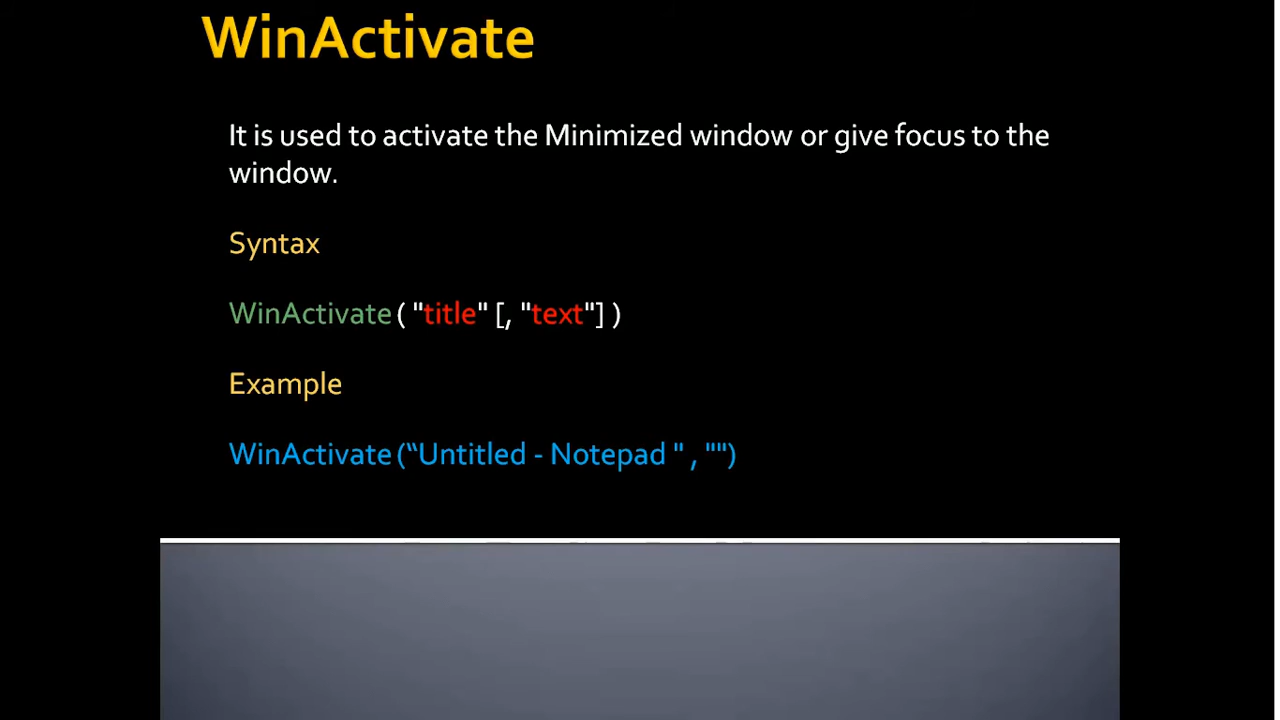 WinActivate
It is used to activate the Minimized window or give focus to the
window.
Syntax
WinActivate ( "title" [, "text"] )
Example
WinActivate (“Untitled - Notepad " , "")